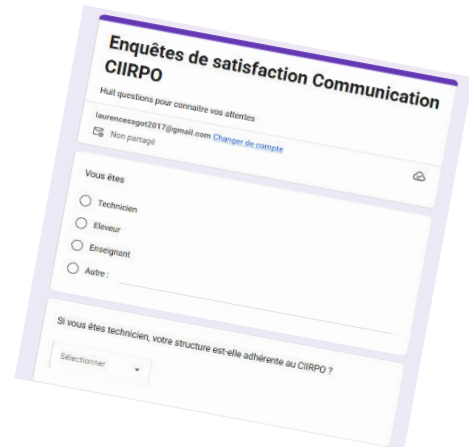 Enquêtes de satisfaction Communication
CIIRPO
Huit questions pour connaitre vos attentes
laurencesagot2017@gmail.com Changer de compte
Non partagé
Vous êtes
Technicien
Eleveur
Enseignant
Autre :
Si vous êtes technicien, votre structure est-elle adhérente au CIIRPO ?
Sélectionner